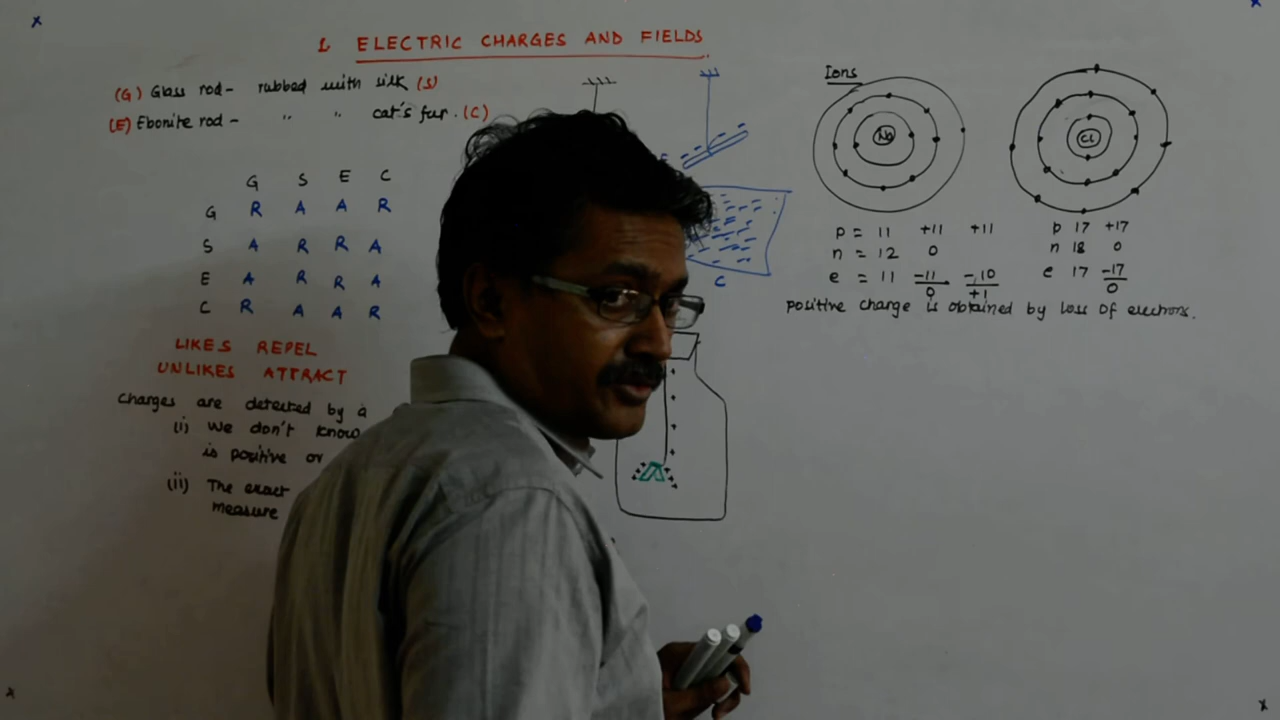 1. ELECTRIC CHARGES AND FIELDS
(G) Glass rod - rubbed with silk (S)
(E) Ebonite rod - " " cat's fur. (C)
G S E C
G R A A R
S A R R A
E A R R A
C R A A R
LIKES REPEL
UNLIKES ATTRACT
Charges are detected by a
(i) We don't know
is positive or
(ii) The exact
measure
E
C
Ions
Na
Cl
p = 11 +11 +11
n = 12 0
e = 11 -11 -10
0 +1
p 17 +17
n 18 0
e 17 -17
0
positive charge is obtained by loss of electrons.